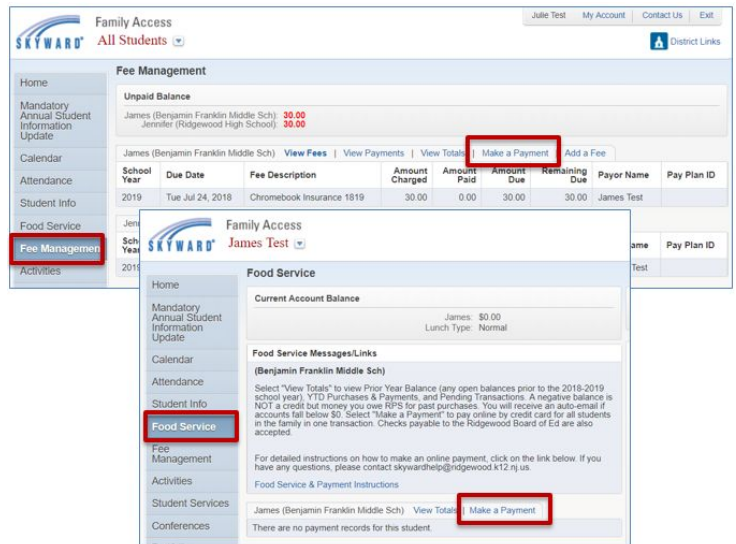 Julie Test My Account Contact Us Exit
Family Access
SKYWARD All Students
District Links
Home
Mandatory
Annual Student
Information
Update
Calendar
Attendance
Student Info
Food Service
Fee Managemen
Activities
Fee Management
Unpaid Balance
James (Benjamin Franklin Middle Sch): 30.00
Jennifer (Ridgewood High School): 30.00
James (Benjamin Franklin Middle Sch) View Fees | View Payments | View Totals | Make a Payment | Add a Fee
School Year Due Date Fee Description Amount Charged Amount Paid Amount Due Remaining Due Payor Name Pay Plan ID
2019 Tue Jul 24, 2018 Chromebook Insurance 1819 30.00 0.00 30.00 30.00 James Test
Jenn
Pay Plan ID
Test
Family Access
SKYWARD James Test
Home
Mandatory
Annual Student
Information
Update
Calendar
Attendance
Student Info
Food Service
Fee
Management
Activities
Student Services
Conferences
Food Service
Current Account Balance
James: $0.00
Lunch Type: Normal
Food Service Messages/Links
(Benjamin Franklin Middle Sch)
Select "View Totals" to view Prior Year Balance (any open balances prior to the 2018-2019
school year), YTD Purchases & Payments, and Pending Transactions. A negative balance is
NOT a credit but money you owe RPS for past purchases. You will receive an auto-email if
accounts fall below $0. Select "Make a Payment" to pay online by credit card for all students
in the family in one transaction. Checks payable to the Ridgewood Board of Ed are also
accepted.
For detailed instructions on how to make an online payment, click on the link below. If you
have any questions, please contact skywardhelp@ridgewood.k12.nj.us.
Food Service & Payment Instructions
James (Benjamin Franklin Middle Sch) View Totals | Make a Payment
There are no payment records for this student.